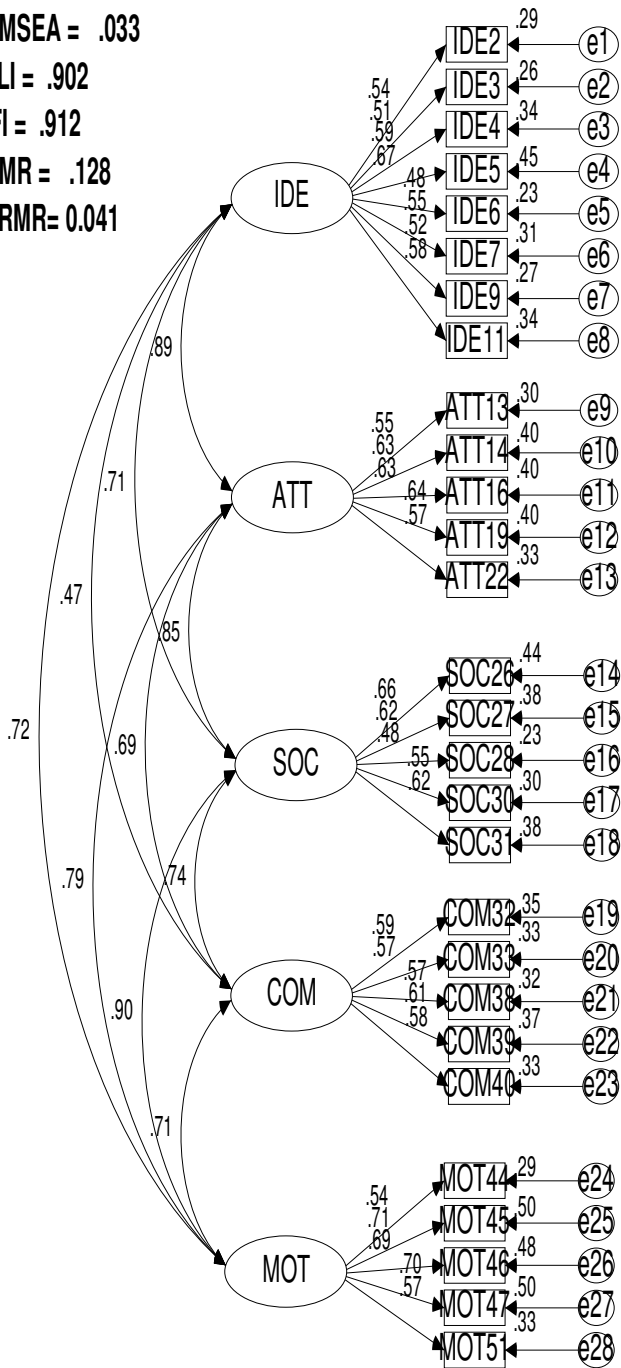 MSEA = .033
LI = .902
FI = .912
MR = .128
RMR= 0.041
IDE
.54
.51
.59
.67
.48
.55
.52
.58
IDE2
.29
e1
IDE3
.26
e2
IDE4
.34
e3
IDE5
.45
e4
IDE6
.23
e5
IDE7
.31
e6
IDE9
.27
e7
IDE11
.34
e8
.89
ATT
.55
.63
.63
.64
.57
ATT13
.30
e9
ATT14
.40
e10
ATT16
.40
e11
ATT19
.40
e12
ATT22
.33
e13
.71
.47
.85
.72
.69
SOC
.66
.62
.48
.55
.62
SOC26
.44
e14
SOC27
.38
e15
SOC28
.23
e16
SOC30
.30
e17
SOC31
.38
e18
.79
.74
.90
COM
.59
.57
.57
.61
.58
COM32
.35
e19
COM33
.33
e20
COM38
.32
e21
COM39
.37
e22
COM40
.33
e23
.71
MOT
.54
.71
.69
.70
.57
MOT44
.29
e24
MOT45
.50
e25
MOT46
.48
e26
MOT47
.50
e27
MOT51
.33
e28